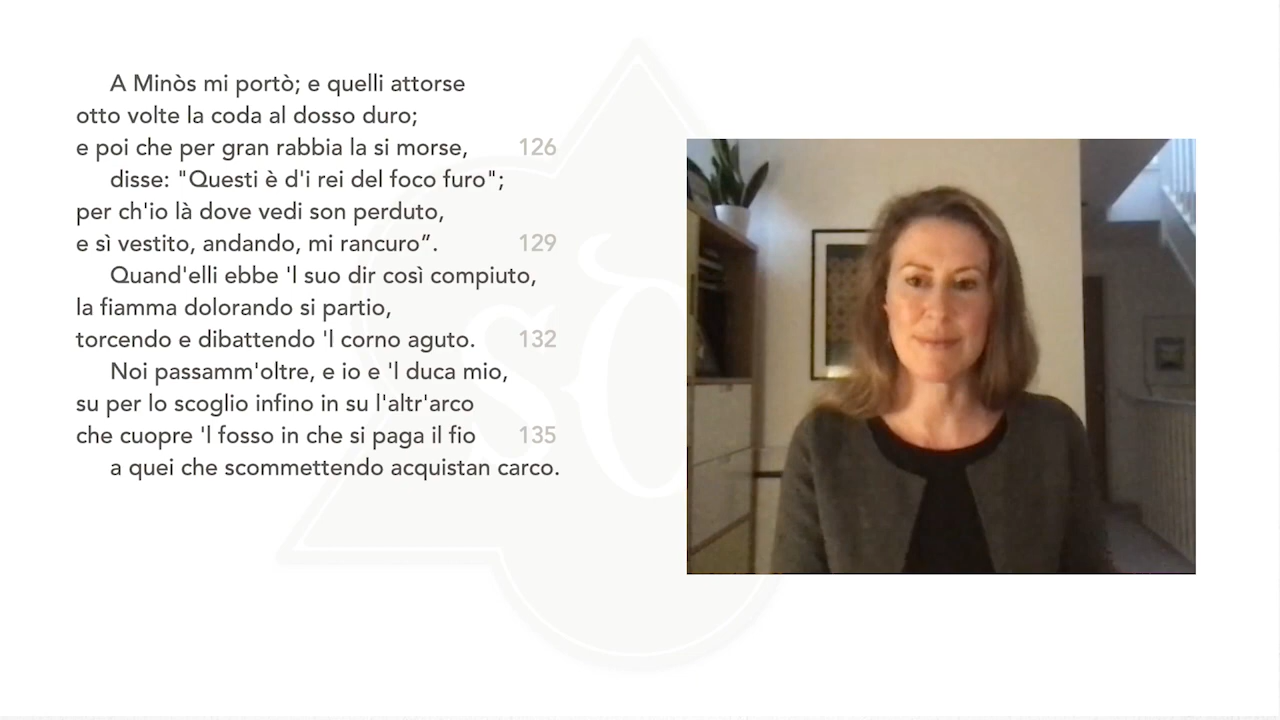 A Minòs mi portò; e quelli attorse
otto volte la coda al dosso duro;
e poi che per gran rabbia la si morse, 126
disse: "Questi è d'i rei del foco furo";
per ch'io là dove vedi son perduto,
e sì vestito, andando, mi rancuro”. 129
Quand'elli ebbe 'l suo dir così compiuto,
la fiamma dolorando si partio,
torcendo e dibattendo 'l corno aguto. 132
Noi passamm'oltre, e io e 'l duca mio,
su per lo scoglio infino in su l'altr'arco
che cuopre 'l fosso in che si paga il fio 135
a quei che scommettendo acquistan carco.